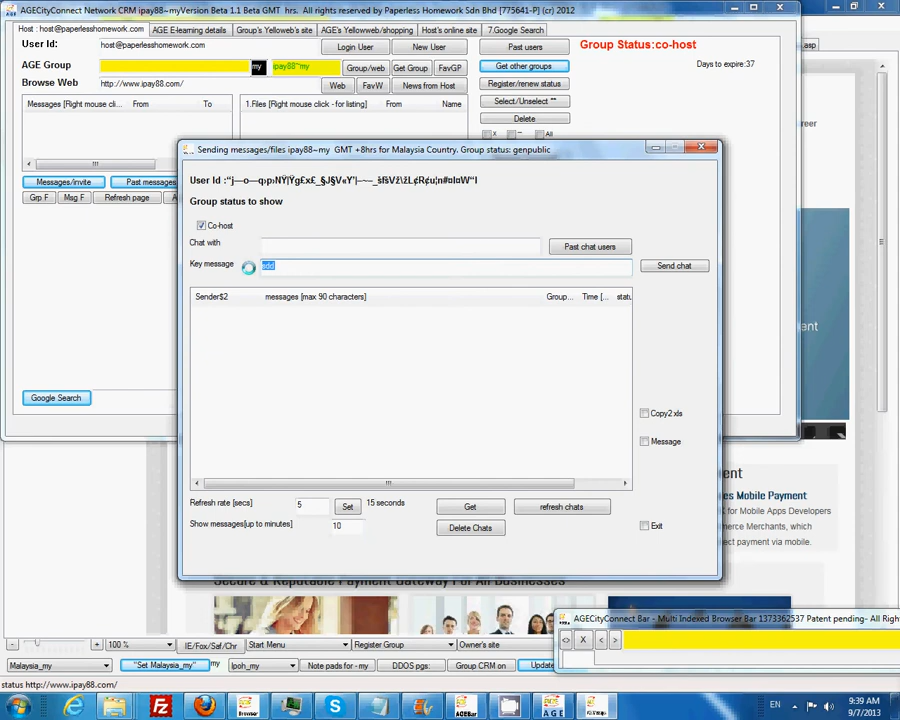 AGECityConnect Network CRM ipay88~myVersion Beta 1.1 Beta GMT hrs. All rights reserved by Paperless Homework Sdn Bhd [775641-P] (cr) 2012
Host : host@paperlesshomework.com
AGE E-learning details
Group's Yellowweb's site
AGE's Yellowweb/shopping
Host's online site
7.Google Search
User Id:
host@paperlesshomework.com
Login User
New User
Past users
Group Status:co-host
.asp
AGE Group
my
ipay88~my
Group/web
Get Group
FavGP
Get other groups
Days to expire:37
Browse Web
http://www.ipay88.com/
Web
FavW
News from Host
Register/renew status
Messages [Right mouse cli...
From
To
1.Files [Right mouse click - for listing]
From
Name
Select/Unselect **
Delete
X
All
Messages/invite
Past messages
Grp F
Msg F
Refresh page
Sending messages/files ipay88~my GMT +8hrs for Malaysia Country. Group status: genpublic
Group status to show
Co-host
Chat with
Past chat users
Key message
add
Send chat
Sender$2
messages [max 90 characters]
Group...
Time [...
statu
Copy2.xls
Message
Refresh rate [secs]
5
Set
15 seconds
Get
refresh chats
Show messages[up to minutes]
10
Delete Chats
Exit
Google Search
ment
es Mobile Payment
for Mobile Apps Developers
merce Merchants, which
ect payment via mobile.
Secure & Reputable Payment Gateway For All Businesses
AGECityConnect Bar - Multi Indexed Browser Bar 1373362537 Patent pending- All Right
<>
X
<
>
-
+
100 %
IE/Fox/Saf/Chr
Start Menu
Register Group
Owner's site
Malaysia_my
"Set Malaysia_my"
my
Ipoh_my
Note pads for - my
DDOS pgs:
Group CRM on
Update
status http://www.ipay88.com/
EN
9:39 AM
9/7/2013